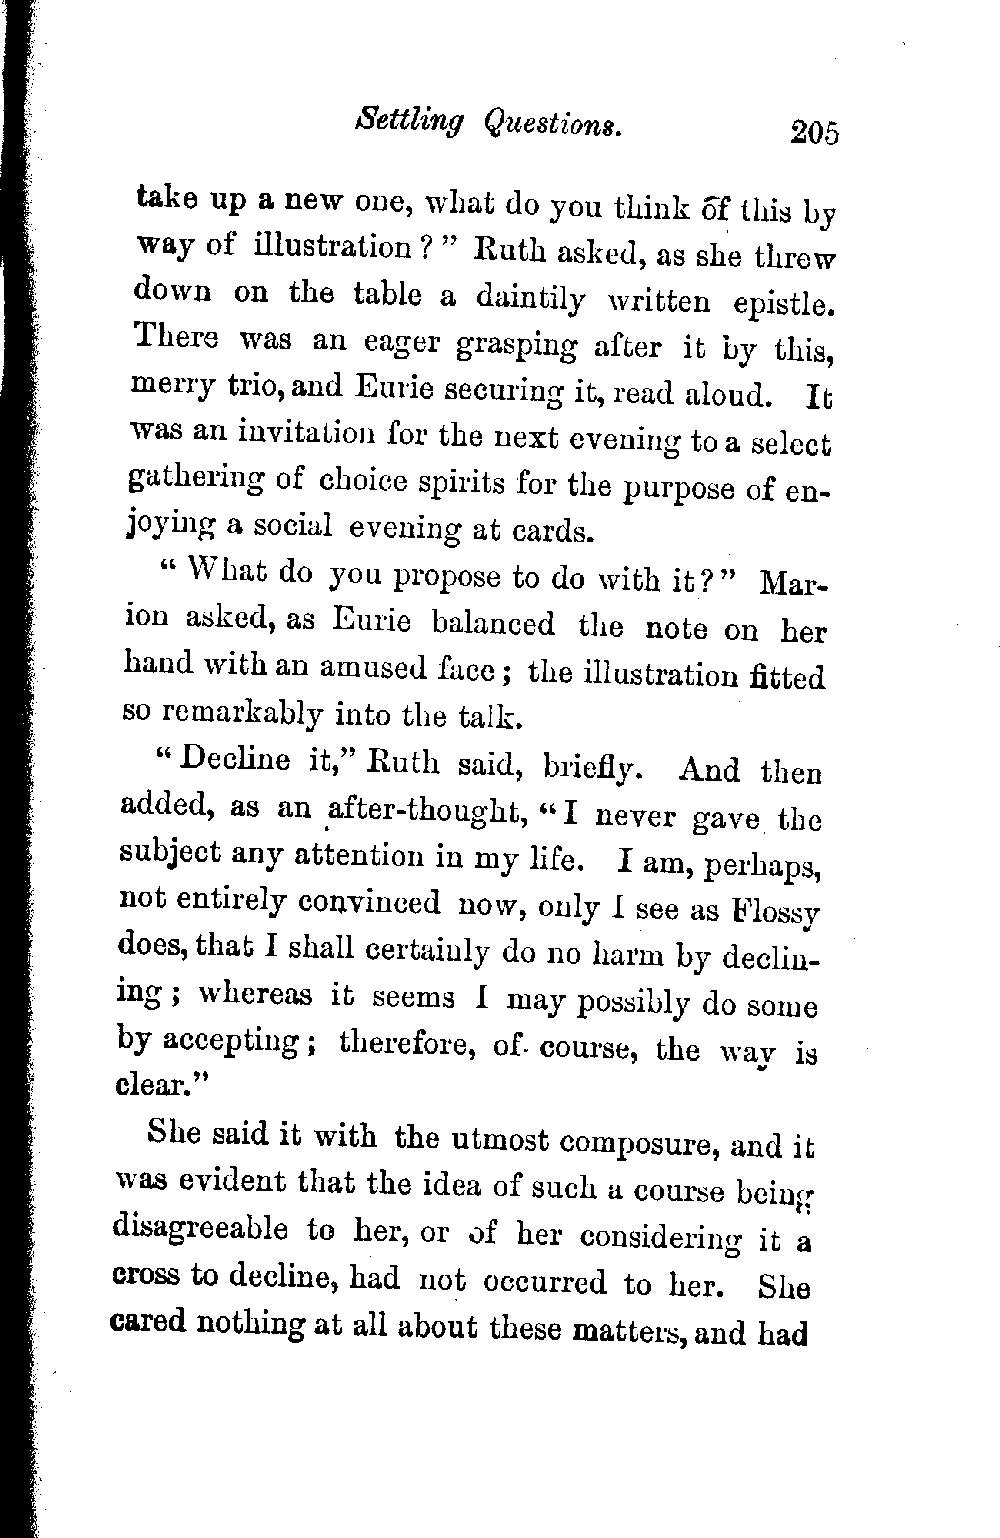 Settling Questions. 205
take up a new one, what do you think of this by
way of illustration?" Ruth asked, as she threw
down on the table a daintily written epistle.
There was an eager grasping after it by this,
merry trio, and Eurie securing it, read aloud. It
was an invitation for the next evening to a select
gathering of choice spirits for the purpose of en-
joying a social evening at cards.
"What do you propose to do with it?" Mar-
ion asked, as Eurie balanced the note on her
hand with an amused face; the illustration fitted
so remarkably into the talk.
"Decline it," Ruth said, briefly. And then
added, as an after-thought, "I never gave the
subject any attention in my life. I am, perhaps,
not entirely convinced now, only I see as Flossy
does, that I shall certainly do no harm by declin-
ing; whereas it seems I may possibly do some
by accepting; therefore, of course, the way is
clear."
She said it with the utmost composure, and it
was evident that the idea of such a course being
disagreeable to her, or of her considering it a
cross to decline, had not occurred to her. She
cared nothing at all about these matters, and had